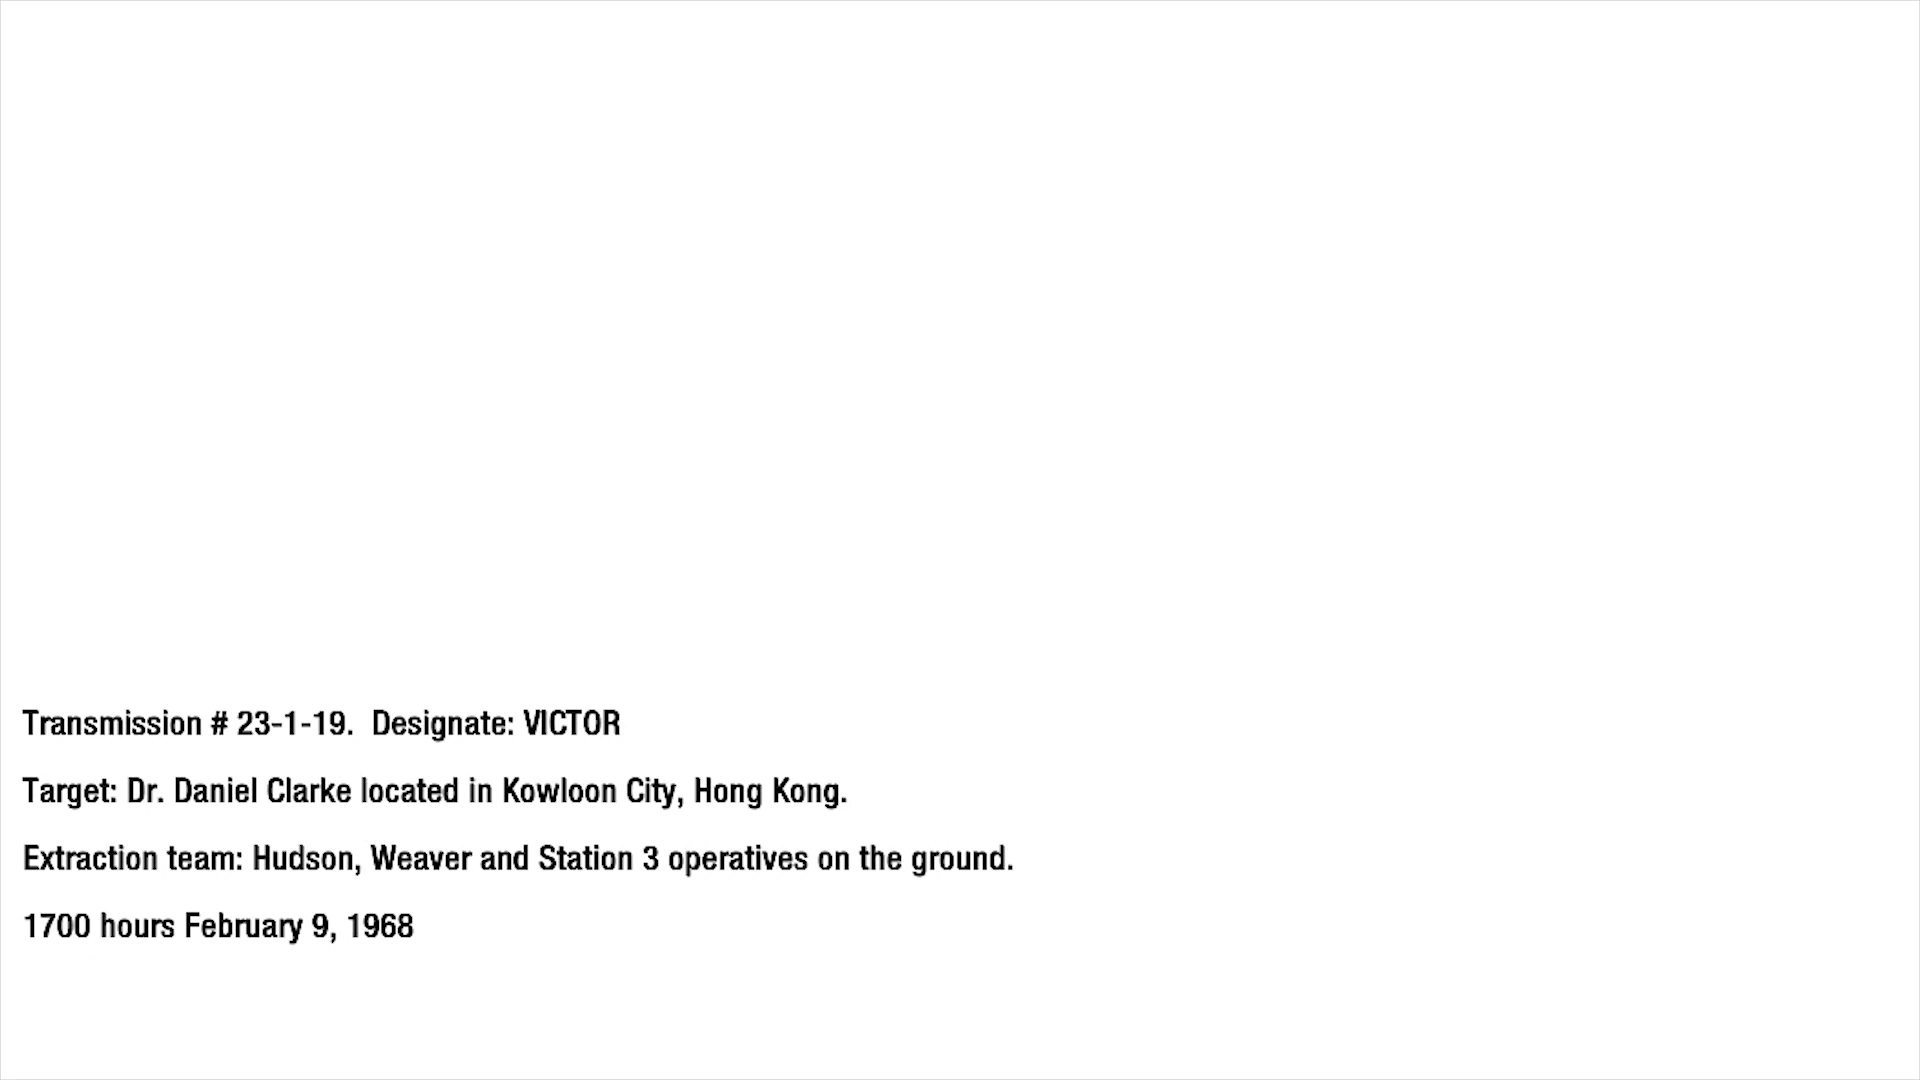 Transmission # 23-1-19.  Designate: VICTOR
Target: Dr. Daniel Clarke located in Kowloon City, Hong Kong.
Extraction team: Hudson, Weaver and Station 3 operatives on the ground.
1700 hours February 9, 1968